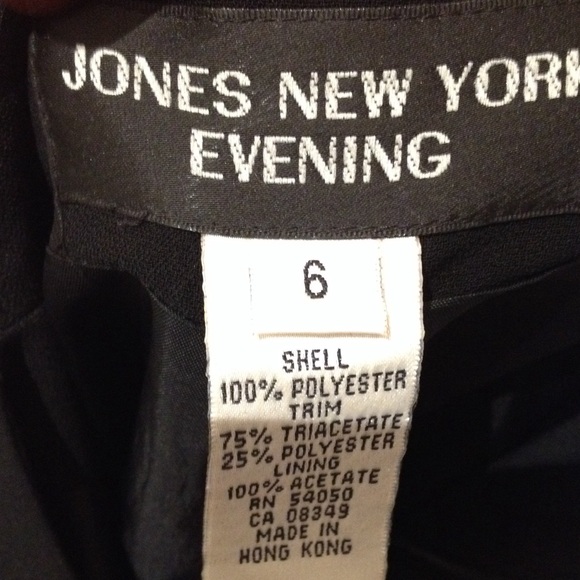 JONES NEW YORK
EVENING
6
SHELL
100% POLYESTER
TRIM
75% TRIACETATE
25% POLYESTER
LINING
100% ACETATE
RN 54050
CA 08349
MADE IN
HONG KONG